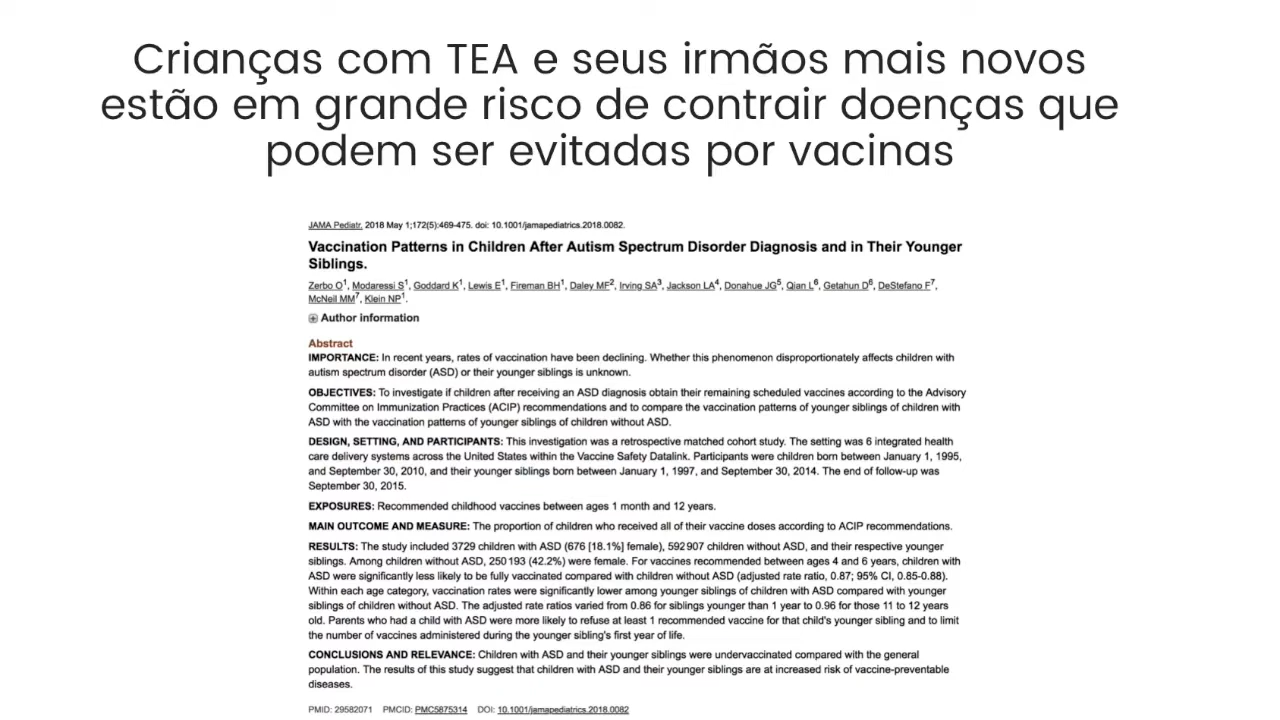 Crianças com TEA e seus irmãos mais novos
estão em grande risco de contrair doenças que
podem ser evitadas por vacinas
JAMA Pediatr. 2018 May 1;172(5):469-475. doi: 10.1001/jamapediatrics.2018.0082.
Vaccination Patterns in Children After Autism Spectrum Disorder Diagnosis and in Their Younger
Siblings.
Zerbo O1, Modaressi S1, Goddard K1, Lewis E1, Fireman BH1, Daley MF2, Irving SA3, Jackson LA4, Donahue JG5, Qian L6, Getahun D6, DeStefano F7,
McNeil MM7, Klein NP1.
Author information
Abstract
IMPORTANCE: In recent years, rates of vaccination have been declining. Whether this phenomenon disproportionately affects children with
autism spectrum disorder (ASD) or their younger siblings is unknown.
OBJECTIVES: To investigate if children after receiving an ASD diagnosis obtain their remaining scheduled vaccines according to the Advisory
Committee on Immunization Practices (ACIP) recommendations and to compare the vaccination patterns of younger siblings of children with
ASD with the vaccination patterns of younger siblings of children without ASD.
DESIGN, SETTING, AND PARTICIPANTS: This investigation was a retrospective matched cohort study. The setting was 6 integrated health
care delivery systems across the United States within the Vaccine Safety Datalink. Participants were children born between January 1, 1995,
and September 30, 2010, and their younger siblings born between January 1, 1997, and September 30, 2014. The end of follow-up was
September 30, 2015.
EXPOSURES: Recommended childhood vaccines between ages 1 month and 12 years.
MAIN OUTCOME AND MEASURE: The proportion of children who received all of their vaccine doses according to ACIP recommendations.
RESULTS: The study included 3729 children with ASD (676 [18.1%] female), 592 907 children without ASD, and their respective younger
siblings. Among children without ASD, 250 193 (42.2%) were female. For vaccines recommended between ages 4 and 6 years, children with
ASD were significantly less likely to be fully vaccinated compared with children without ASD (adjusted rate ratio, 0.87; 95% CI, 0.85-0.88).
Within each age category, vaccination rates were significantly lower among younger siblings of children with ASD compared with younger
siblings of children without ASD. The adjusted rate ratios varied from 0.86 for siblings younger than 1 year to 0.96 for those 11 to 12 years
old. Parents who had a child with ASD were more likely to refuse at least 1 recommended vaccine for that child's younger sibling and to limit
the number of vaccines administered during the younger sibling's first year of life.
CONCLUSIONS AND RELEVANCE: Children with ASD and their younger siblings were undervaccinated compared with the general
population. The results of this study suggest that children with ASD and their younger siblings are at increased risk of vaccine-preventable
diseases.
PMID: 29582071 PMCID: PMC5875314 DOI: 10.1001/jamapediatrics.2018.0082